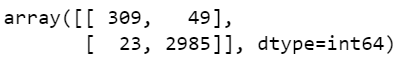 array([[ 309,   49],
       [  23, 2985]], dtype=int64)